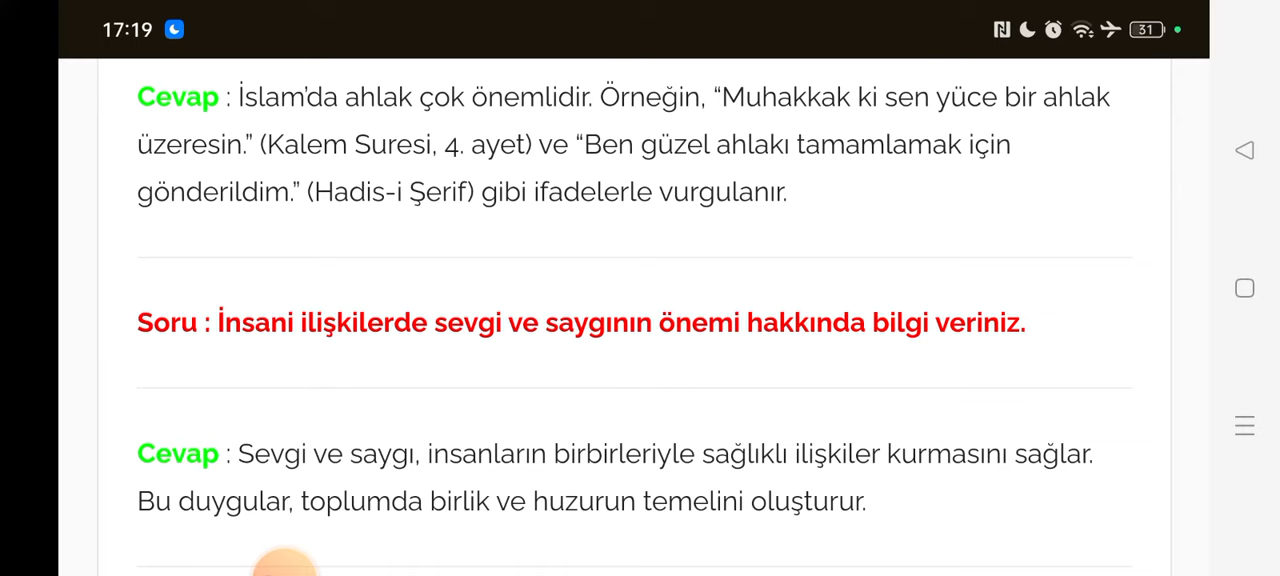 17:19
31
Cevap : İslam’da ahlak çok önemlidir. Örneğin, “Muhakkak ki sen yüce bir ahlak
üzeresin.” (Kalem Suresi, 4. ayet) ve “Ben güzel ahlakı tamamlamak için
gönderildim.” (Hadis-i Şerif) gibi ifadelerle vurgulanır.
Soru : İnsani ilişkilerde sevgi ve saygının önemi hakkında bilgi veriniz.
Cevap : Sevgi ve saygı, insanların birbirleriyle sağlıklı ilişkiler kurmasını sağlar.
Bu duygular, toplumda birlik ve huzurun temelini oluşturur.